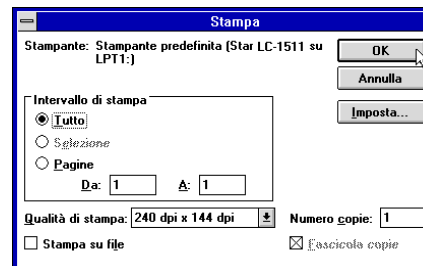 Stampa
Stampante: Stampante predefinita (Star LC-1511 su LPT1:)
OK
Annulla
Imposta...
Intervallo di stampa
Tutto
Selezione
Pagine
Da: 1 A: 1
Qualità di stampa: 240 dpi x 144 dpi
Numero copie: 1
Stampa su file
Fascicola copie